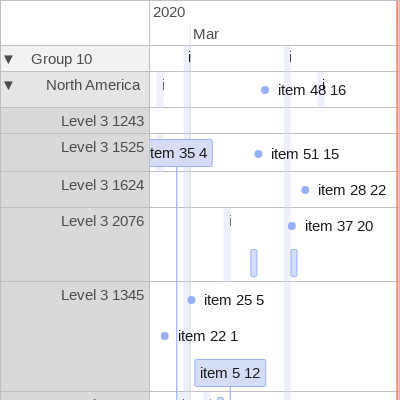 2020
Mar
▼ Group 10 i i
▼ North America i item 48 16 i
Level 3 1243
Level 3 1525 tem 35 4 item 51 15
Level 3 1624 item 28 22
Level 3 2076 i item 37 20
Level 3 1345 item 25 5
item 22 1
item 5 12